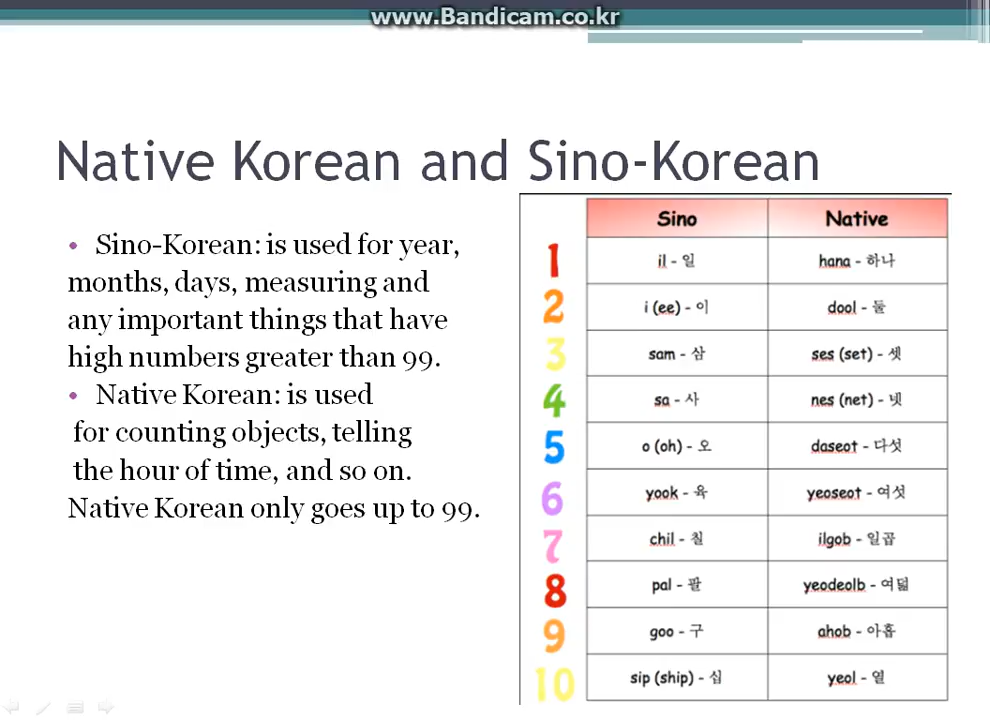 www.Bandicam.co.kr
Native Korean and Sino-Korean
• Sino-Korean: is used for year,
months, days, measuring and
any important things that have
high numbers greater than 99.
• Native Korean: is used
for counting objects, telling
the hour of time, and so on.
Native Korean only goes up to 99.
Sino Native
1 il - 일 hana - 하나
2 i (ee) - 이 dool - 둘
3 sam - 삼 ses (set) - 셋
4 sa - 사 nes (net) - 넷
5 o (oh) - 오 daseot - 다섯
6 yook - 육 yeoseot - 여섯
7 chil - 칠 ilgob - 일곱
8 pal - 팔 yeodeolb - 여덟
9 goo - 구 ahob - 아홉
10 sip (ship) - 십 yeol - 열